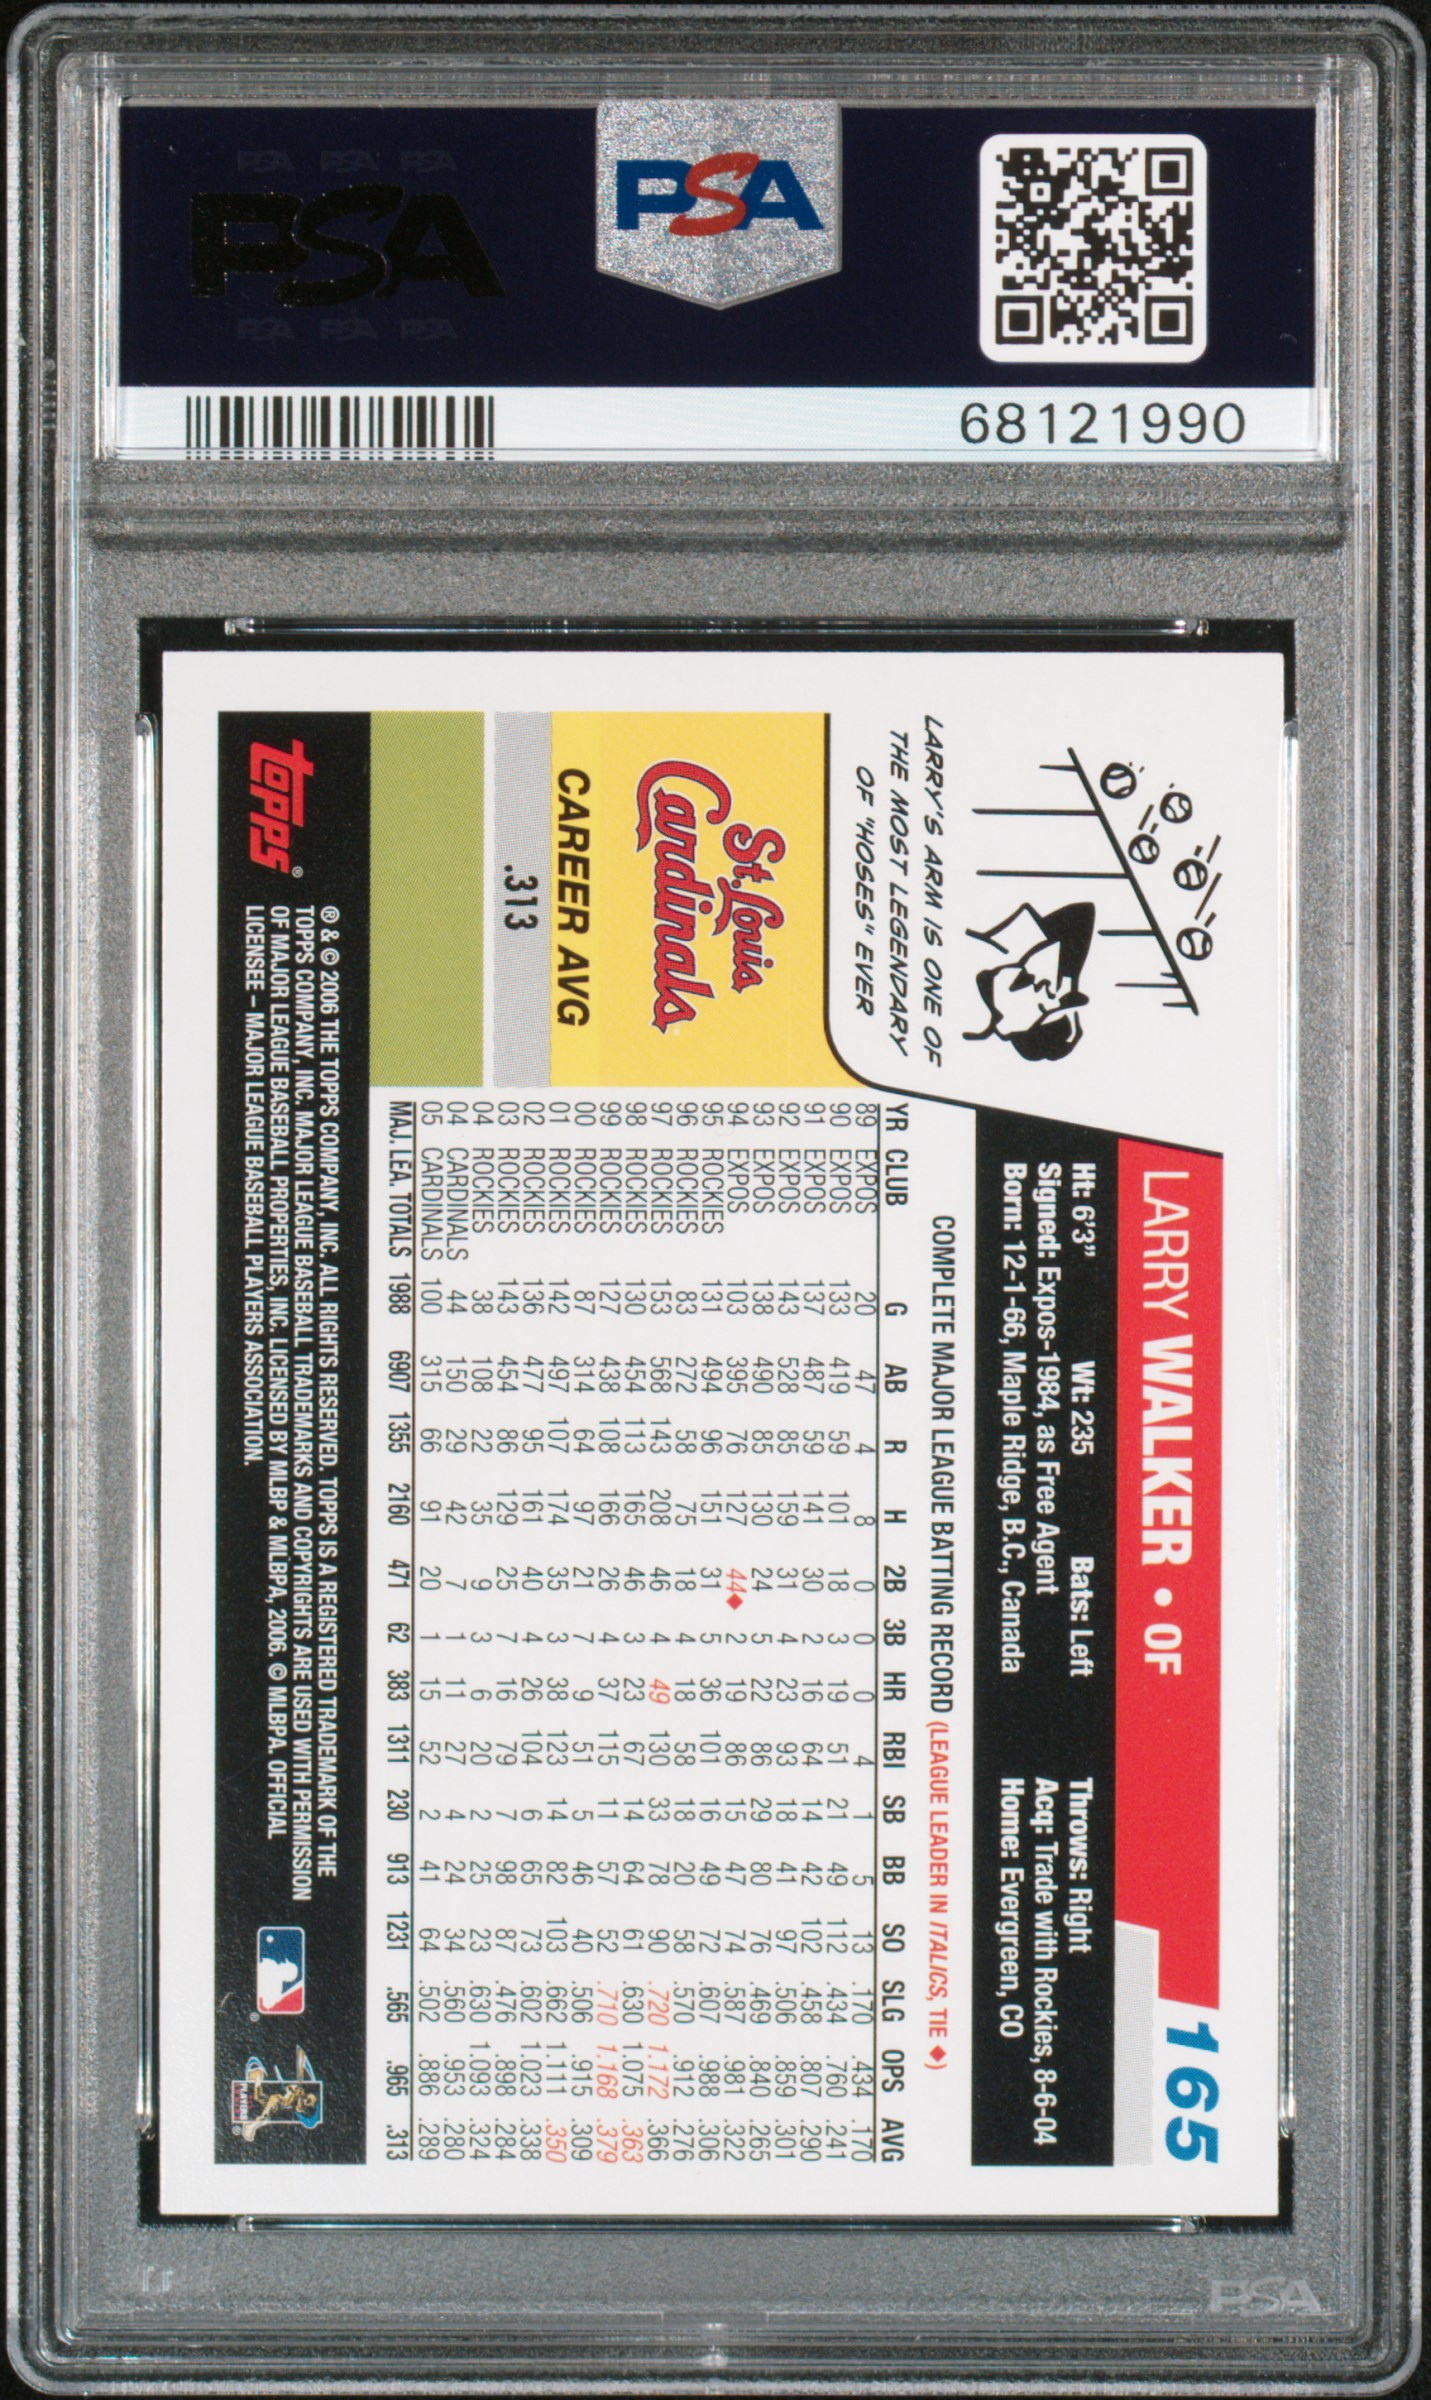 PSA PSA PSA
PSA
PSA PSA PSA
PSA
68121990
LARRY'S ARM IS ONE OF
THE MOST LEGENDARY
OF "HOSES" EVER
LARRY WALKER • OF
165
Ht: 6'3" Wt: 235 Bats: Left Throws: Right
Signed: Expos-1984, as Free Agent Acq: Trade with Rockies, 8-6-04
Born: 12-1-66, Maple Ridge, B.C., Canada Home: Evergreen, CO
St. Louis
Cardinals
CAREER AVG
.313
COMPLETE MAJOR LEAGUE BATTING RECORD (LEAGUE LEADER IN ITALICS, TIE ♦)
YR CLUB G AB R H 2B 3B HR RBI SB BB SO SLG OPS AVG
89 EXPOS 20 47 4 8 0 0 0 4 1 5 13 .170 .434 .170
90 EXPOS 133 419 59 101 18 3 19 51 21 49 112 .434 .760 .241
91 EXPOS 137 487 59 141 30 2 16 64 14 42 102 .458 .807 .290
92 EXPOS 143 528 85 159 31 4 23 93 18 41 97 .506 .859 .301
93 EXPOS 138 490 85 130 24 5 22 86 29 80 76 .469 .840 .265
94 EXPOS 103 395 76 127 44♦ 2 19 86 15 47 74 .587 .981 .322
95 ROCKIES 131 494 96 151 31 5 36 101 16 49 72 .607 .988 .306
96 ROCKIES 83 272 58 75 18 4 18 58 18 20 58 .570 .912 .276
97 ROCKIES 153 568 143 208 46 4 49 130 33 78 90 .720 1.172 .366
98 ROCKIES 130 454 113 165 46 3 23 67 14 64 61 .630 1.075 .363
99 ROCKIES 127 438 108 166 26 4 37 115 11 57 52 .710 1.168 .379
00 ROCKIES 87 314 64 97 21 7 9 51 5 46 40 .506 .915 .309
01 ROCKIES 142 497 107 174 35 3 38 123 14 82 103 .662 1.111 .350
02 ROCKIES 136 477 95 161 40 4 26 104 6 65 73 .602 1.023 .338
03 ROCKIES 143 454 86 129 25 7 16 79 7 98 87 .476 .898 .284
04 ROCKIES 38 108 22 35 9 3 6 20 2 25 23 .630 1.093 .324
04 CARDINALS 44 150 29 42 7 1 11 27 4 24 34 .560 .953 .280
05 CARDINALS 100 315 66 91 20 1 15 52 2 41 64 .502 .886 .289
MAJ. LEA. TOTALS 1988 6907 1355 2160 471 62 383 1311 230 913 1231 .565 .965 .313
topps®
® & © 2006 THE TOPPS COMPANY, INC. ALL RIGHTS RESERVED. TOPPS IS A REGISTERED TRADEMARK OF THE
TOPPS COMPANY, INC. MAJOR LEAGUE BASEBALL TRADEMARKS AND COPYRIGHTS ARE USED WITH PERMISSION
OF MAJOR LEAGUE BASEBALL PROPERTIES, INC. LICENSED BY MLBP & MLBPA, 2006. © MLBPA. OFFICIAL
LICENSEE – MAJOR LEAGUE BASEBALL PLAYERS ASSOCIATION.
PSA